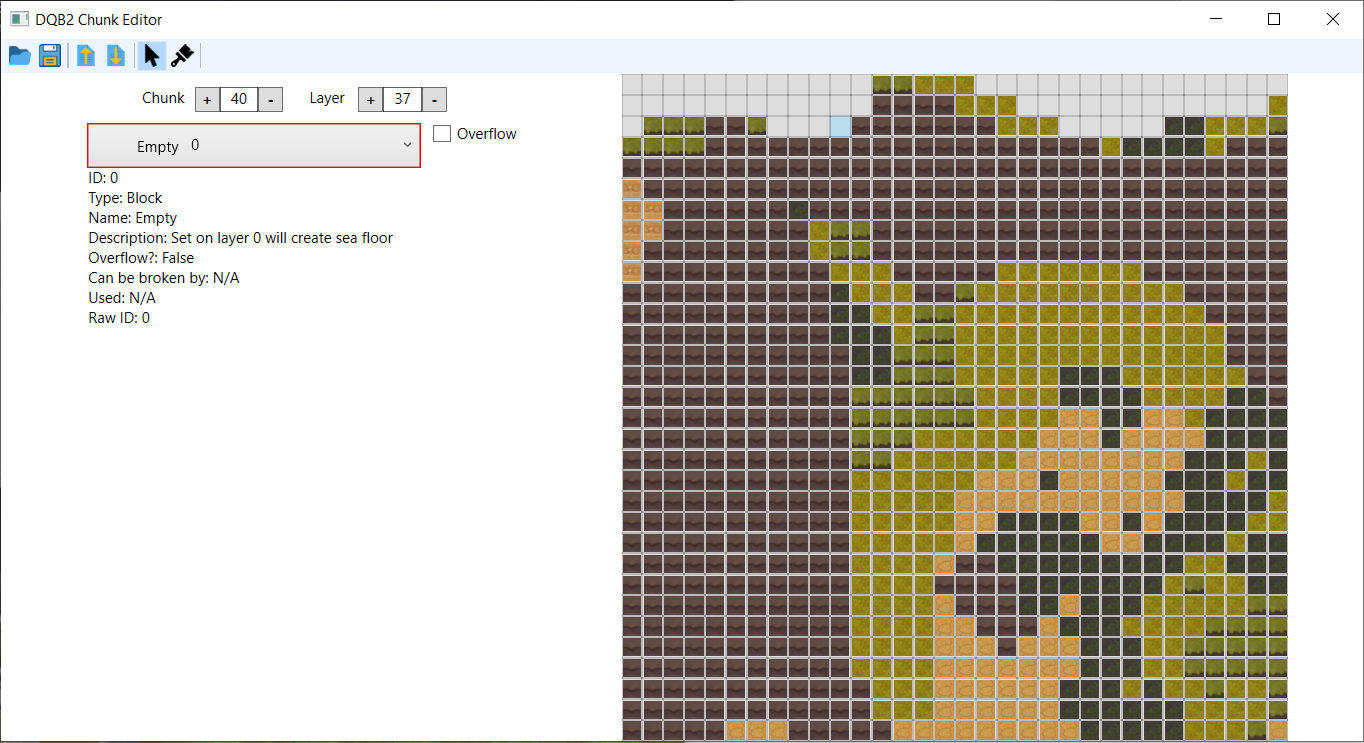 DQB2 Chunk Editor
Chunk + 40 - Layer + 37 -
Empty 0
Overflow
ID: 0
Type: Block
Name: Empty
Description: Set on layer 0 will create sea floor
Overflow?: False
Can be broken by: N/A
Used: N/A
Raw ID: 0